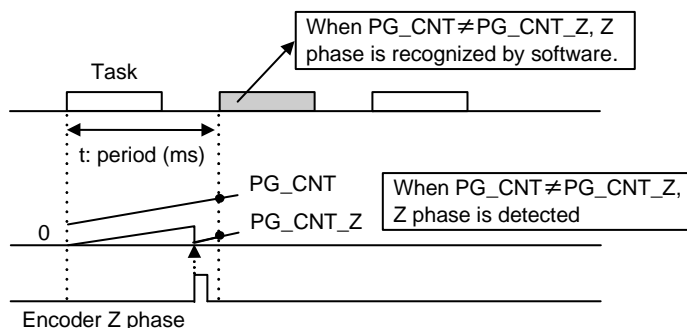 When PG_CNT≠PG_CNT_Z, Z
phase is recognized by software.
Task
t: period (ms)
PG_CNT
When PG_CNT≠PG_CNT_Z,
Z phase is detected
0
PG_CNT_Z
Encoder Z phase